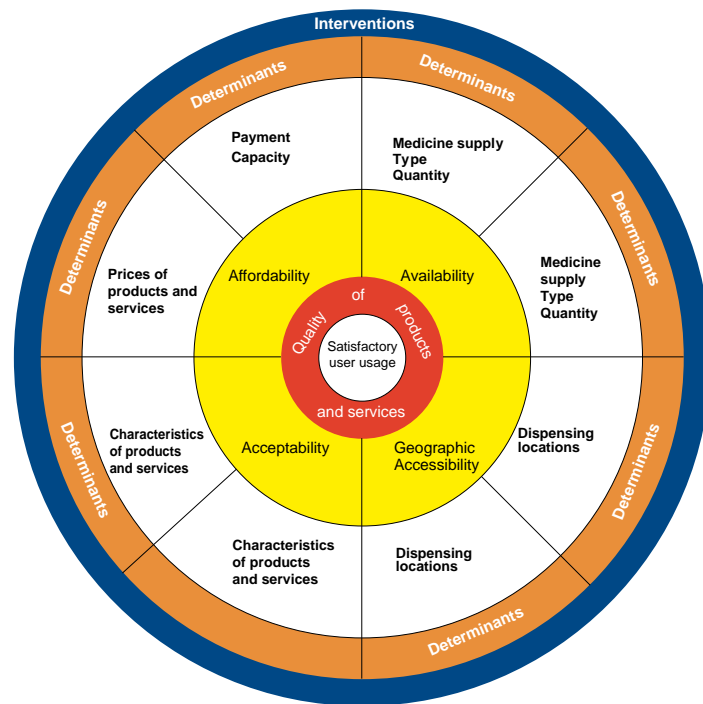 Interventions
Determinants
Determinants
Payment
Capacity
Medicine supply
Type
Quantity
Determinants
Determinants
Prices of
products and
services
Affordability
Availability
Medicine
supply
Type
Quantity
Quality of products
and services
Satisfactory
user usage
Characteristics
of products
and services
Acceptability
Geographic
Accessibility
Dispensing
locations
Determinants
Determinants
Characteristics
of products
and services
Dispensing
locations
Determinants